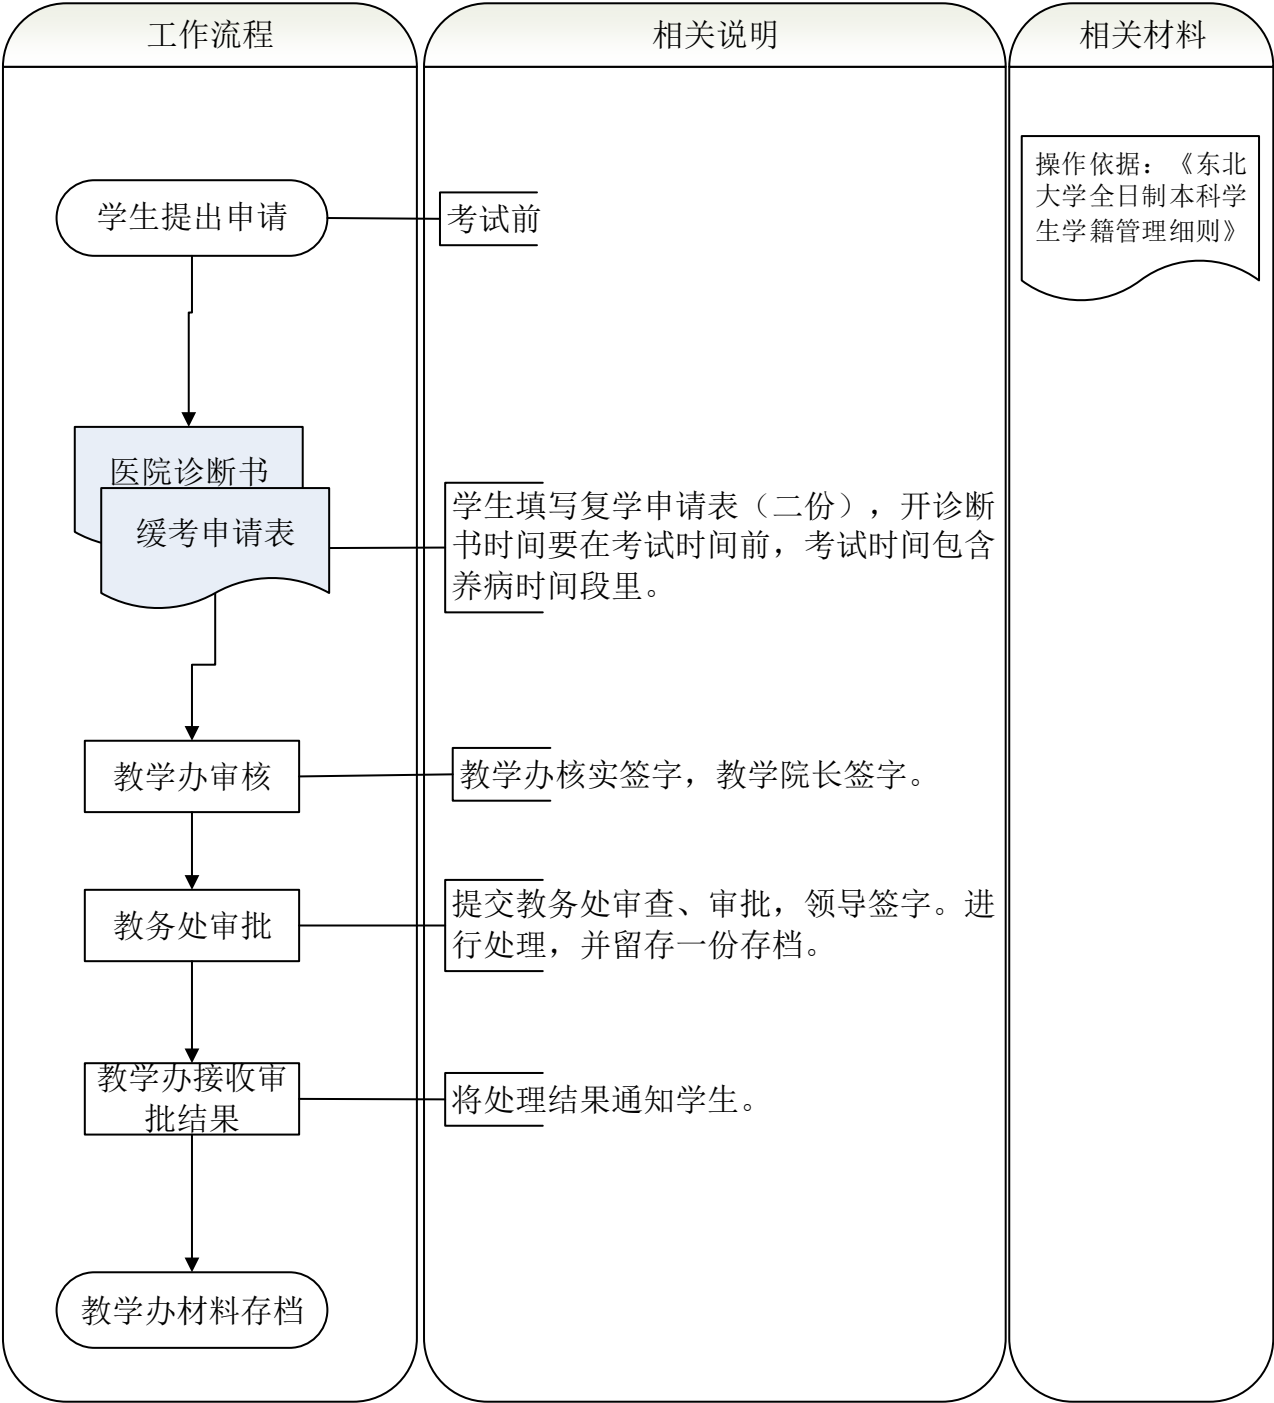 工作流程
相关说明
相关材料
操作依据：《东北
大学全日制本科学
生学籍管理细则》
学生提出申请
考试前
医院诊断书
缓考申请表
学生填写复学申请表（二份），开诊断
书时间要在考试时间前，考试时间包含
养病时间段里。
教学办审核
教学办核实签字，教学院长签字。
教务处审批
提交教务处审查、审批，领导签字。进
行处理，并留存一份存档。
教学办接收审
批结果
将处理结果通知学生。
教学办材料存档